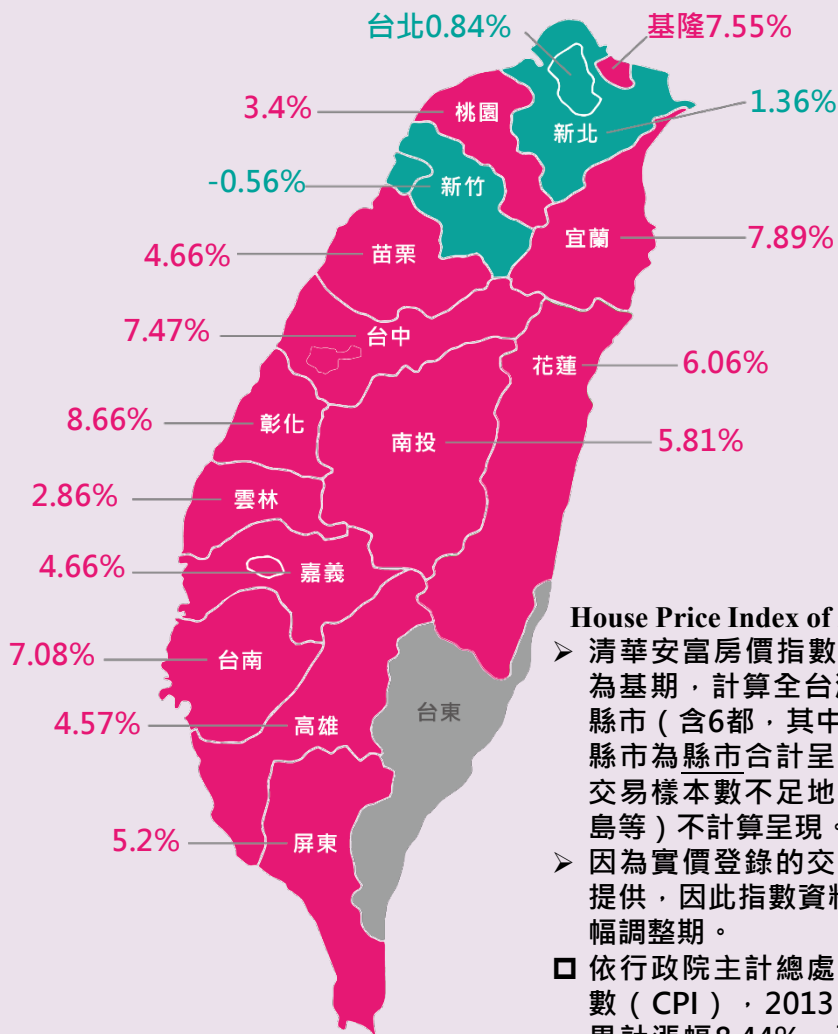 台北0.84%
基隆7.55%
3.4%
桃園
1.36%
新北
-0.56%
新竹
宜蘭
7.89%
4.66%
苗栗
7.47%
台中
花蓮
6.06%
8.66%
彰化
南投
5.81%
2.86%
雲林
4.66%
嘉義
7.08%
台南
4.57%
高雄
台東
5.2%
屏東
House Price Index of
➢ 清華安富房價指數
為基期，計算全台
縣市（含6都，其中
縣市為縣市合計呈
交易樣本數不足地
島等）不計算呈現。
➢ 因為實價登錄的交
提供，因此指數資料
幅調整期。
□ 依行政院主計總處
數（CPI），2013
累計漲幅8.44%